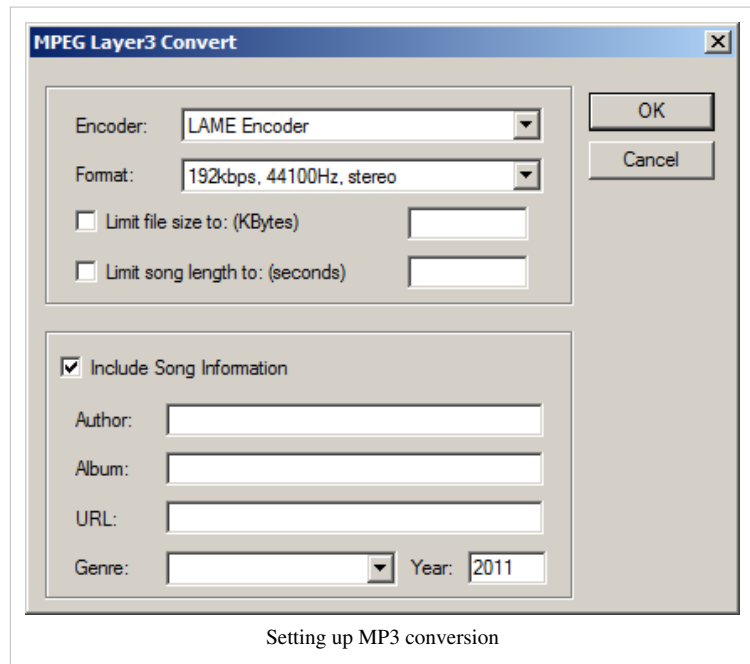 MPEG Layer3 Convert
Encoder: LAME Encoder
OK
Format: 192kbps, 44100Hz, stereo
Cancel
Limit file size to: (KBytes)
Limit song length to: (seconds)
Include Song Information
Author:
Album:
URL:
Genre: Year: 2011
Setting up MP3 conversion